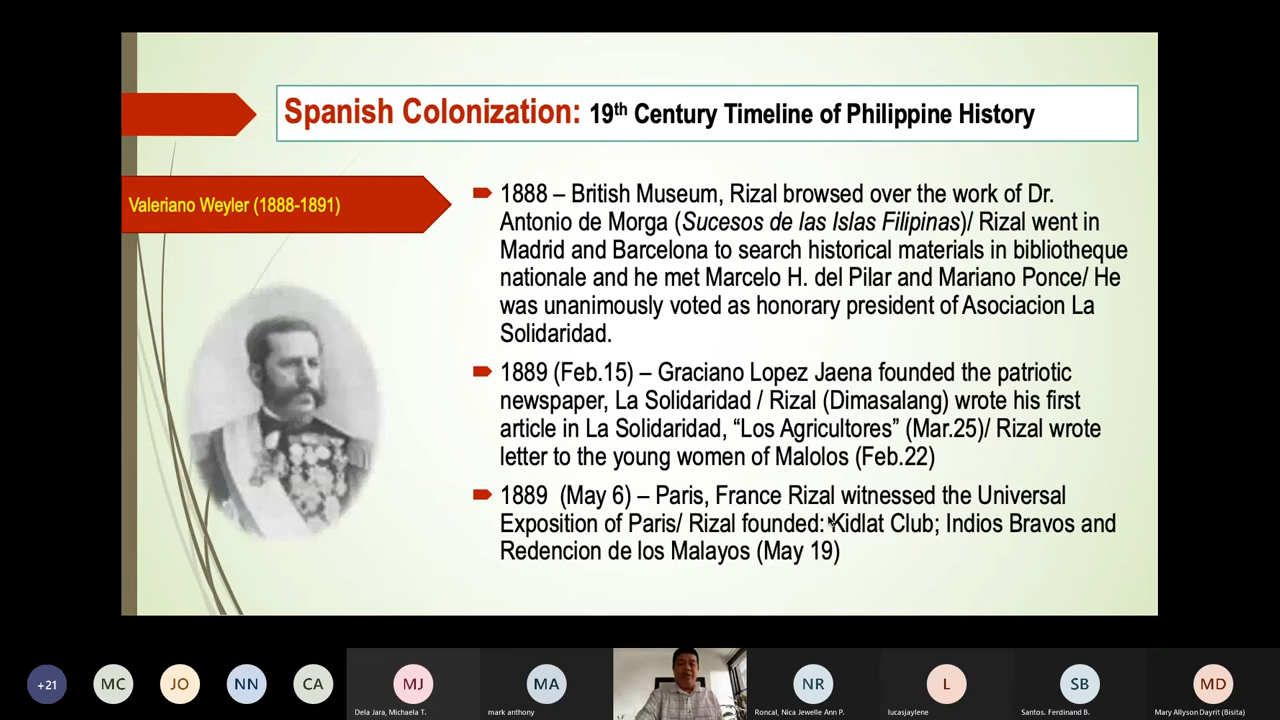 Spanish Colonization: 19th Century Timeline of Philippine History
Valeriano Weyler (1888-1891)
1888 – British Museum, Rizal browsed over the work of Dr.
Antonio de Morga (Sucesos de las Islas Filipinas)/ Rizal went in
Madrid and Barcelona to search historical materials in bibliotheque
nationale and he met Marcelo H. del Pilar and Mariano Ponce/ He
was unanimously voted as honorary president of Asociacion La
Solidaridad.
1889 (Feb.15) – Graciano Lopez Jaena founded the patriotic
newspaper, La Solidaridad / Rizal (Dimasalang) wrote his first
article in La Solidaridad, “Los Agricultores” (Mar.25)/ Rizal wrote
letter to the young women of Malolos (Feb.22)
1889 (May 6) – Paris, France Rizal witnessed the Universal
Exposition of Paris/ Rizal founded: Kidlat Club; Indios Bravos and
Redencion de los Malayos (May 19)
+21
MC
JO
NN
CA
MJ
MA
NR
L
SB
MD
Dela Jara, Michaela T.
mark anthony
Roncal, Nica Jewelle Ann P.
lucasjaylene
Santos. Ferdinand B.
Mary Allyson Dayrit (Bisita)